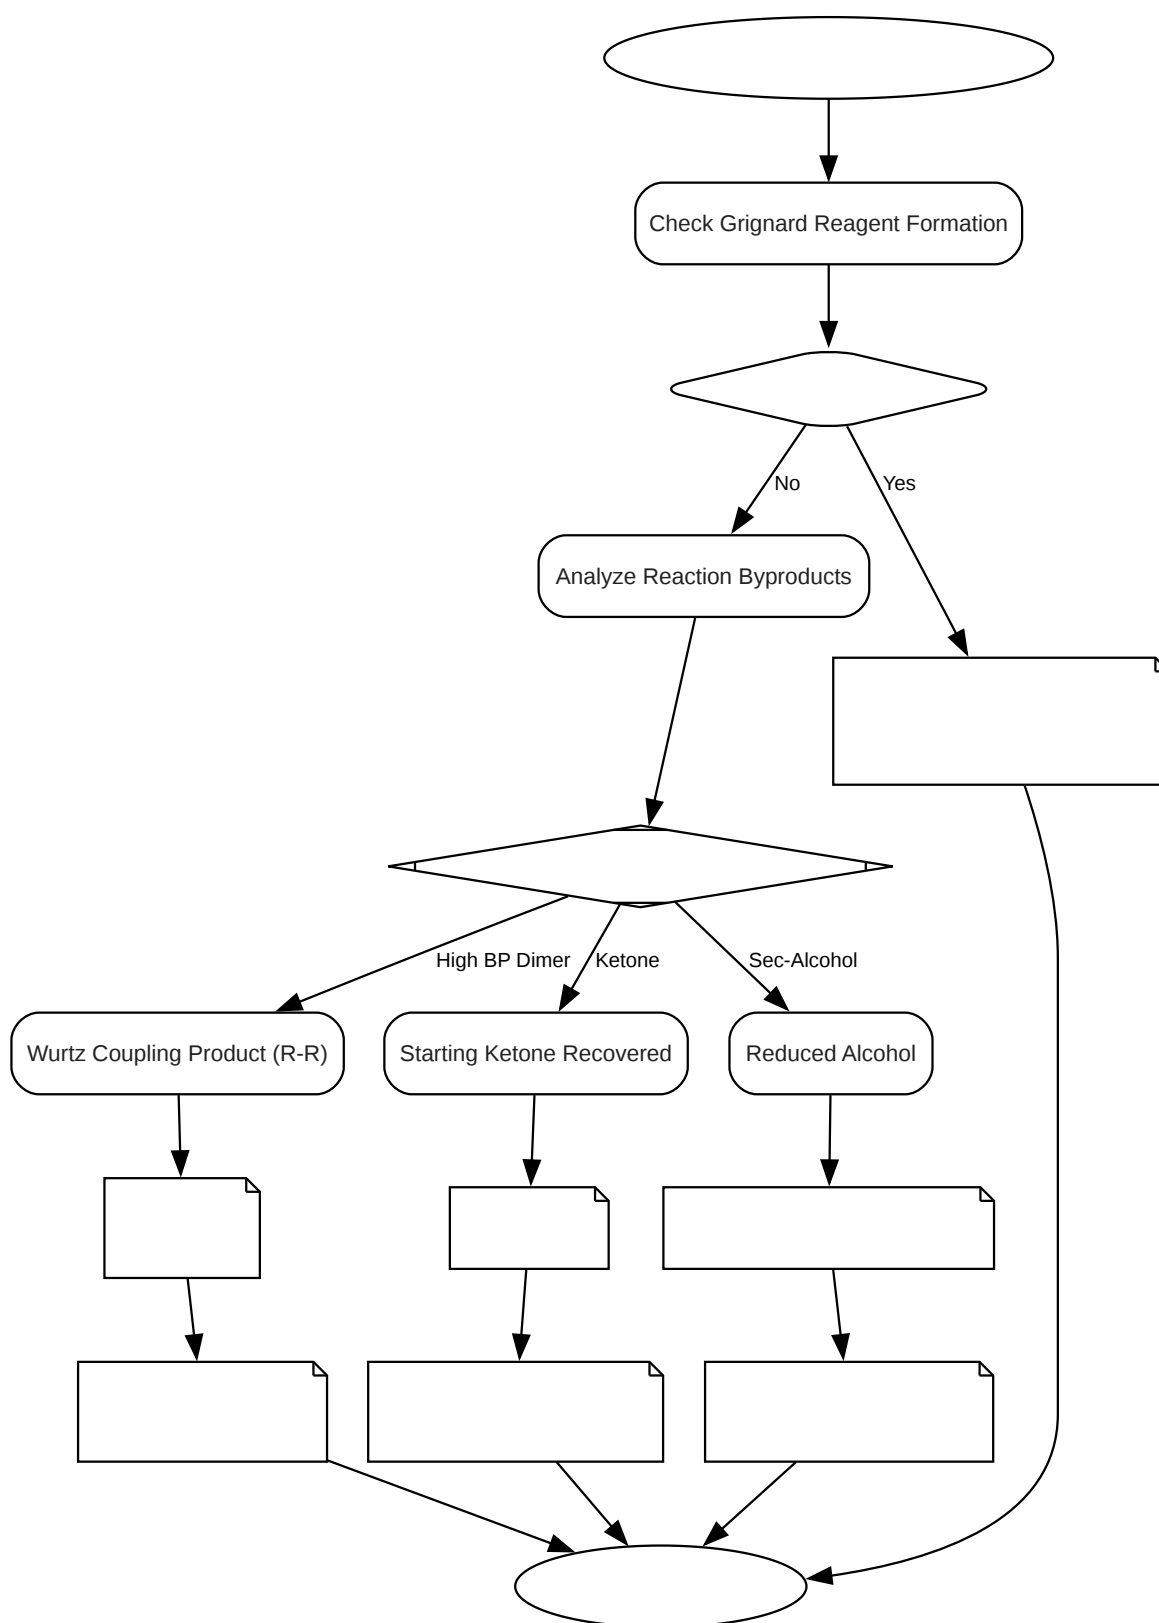 Check Grignard Reagent Formation
No
Yes
Analyze Reaction Byproducts
High BP Dimer
Ketone
Sec-Alcohol
Wurtz Coupling Product (R-R)
Starting Ketone Recovered
Reduced Alcohol